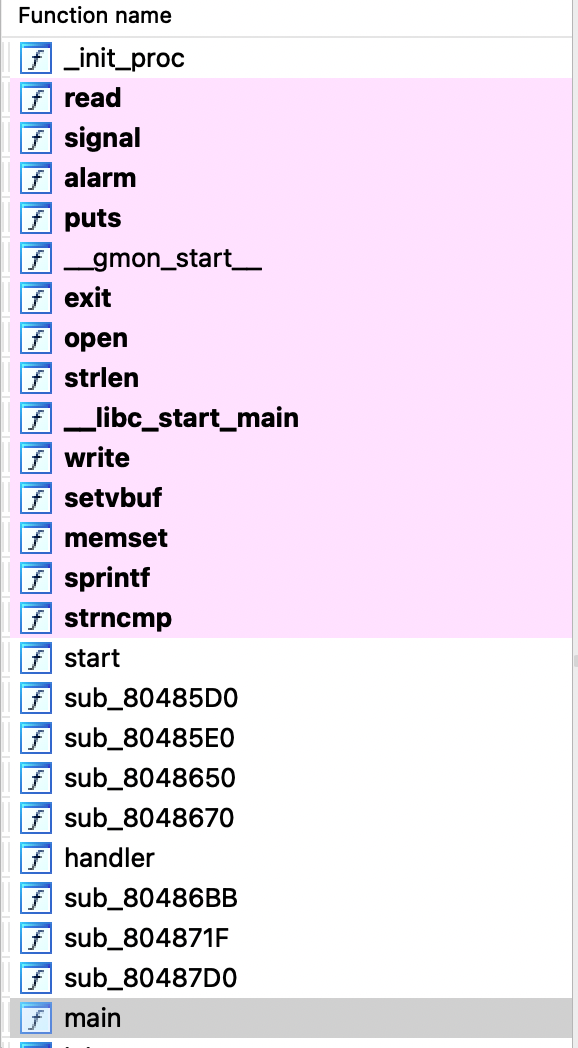 Function name
_init_proc
read
signal
alarm
puts
__gmon_start__
exit
open
strlen
__libc_start_main
write
setvbuf
memset
sprintf
strncmp
start
sub_80485D0
sub_80485E0
sub_8048650
sub_8048670
handler
sub_80486BB
sub_804871F
sub_80487D0
main